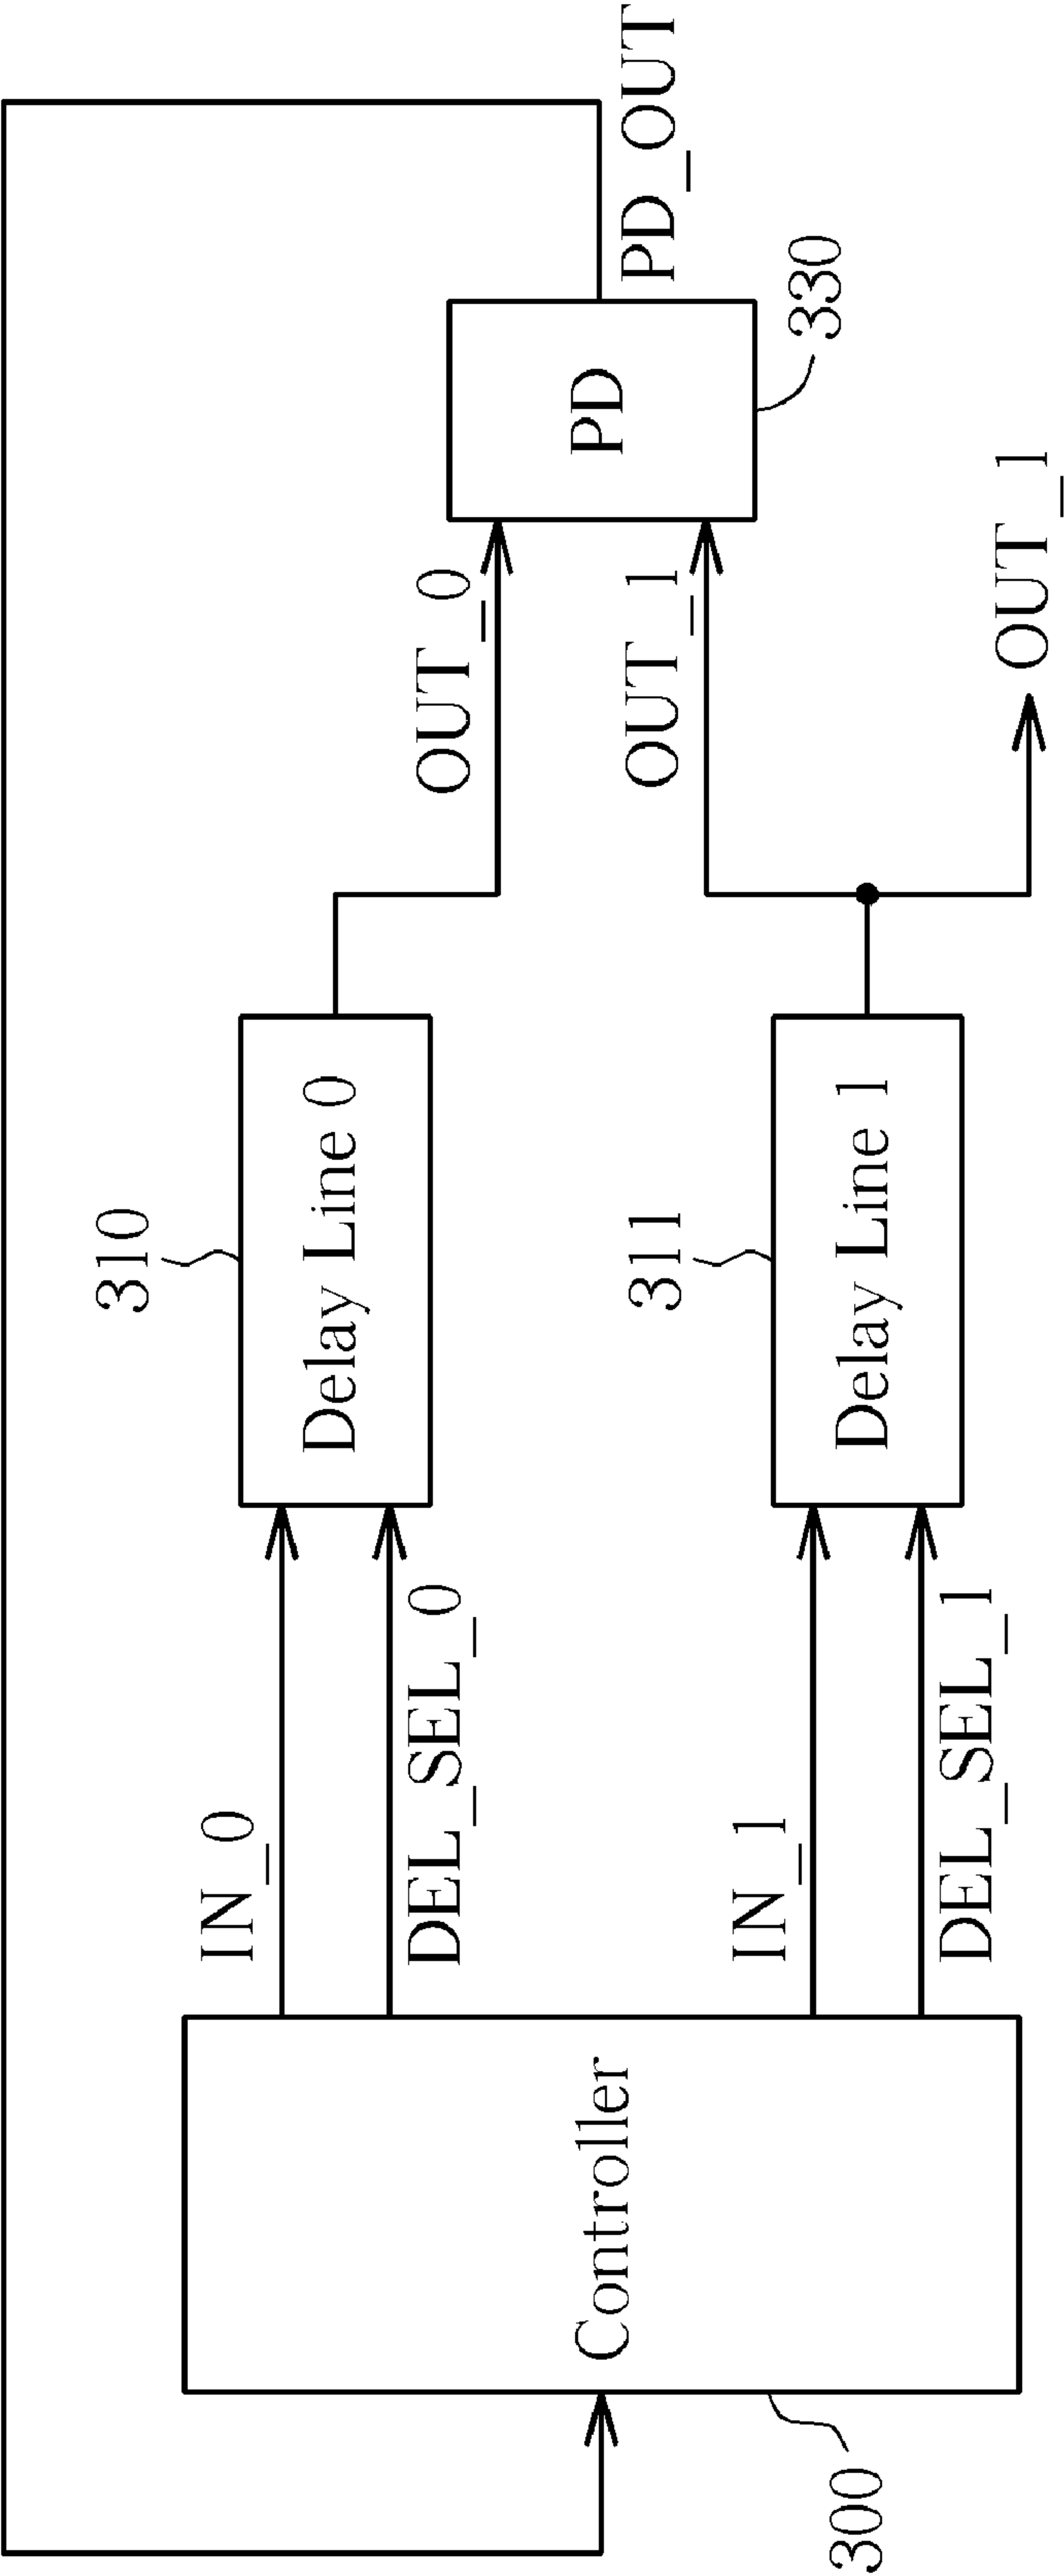 310
IN_0
Delay Line 0
DEL_SEL_0
OUT_0
PD
PD_OUT
Controller
OUT_1
330
311
IN_1
Delay Line 1
DEL_SEL_1
OUT_1
300